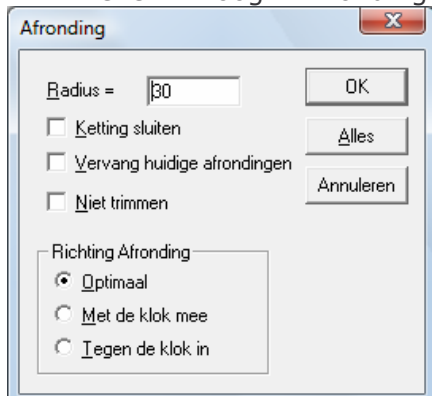 Afronding
Radius = 30
OK
Ketting sluiten
Alles
Vervang huidige afrondingen
Annuleren
Niet trimmen
Richting Afronding
Optimaal
Met de klok mee
Tegen de klok in